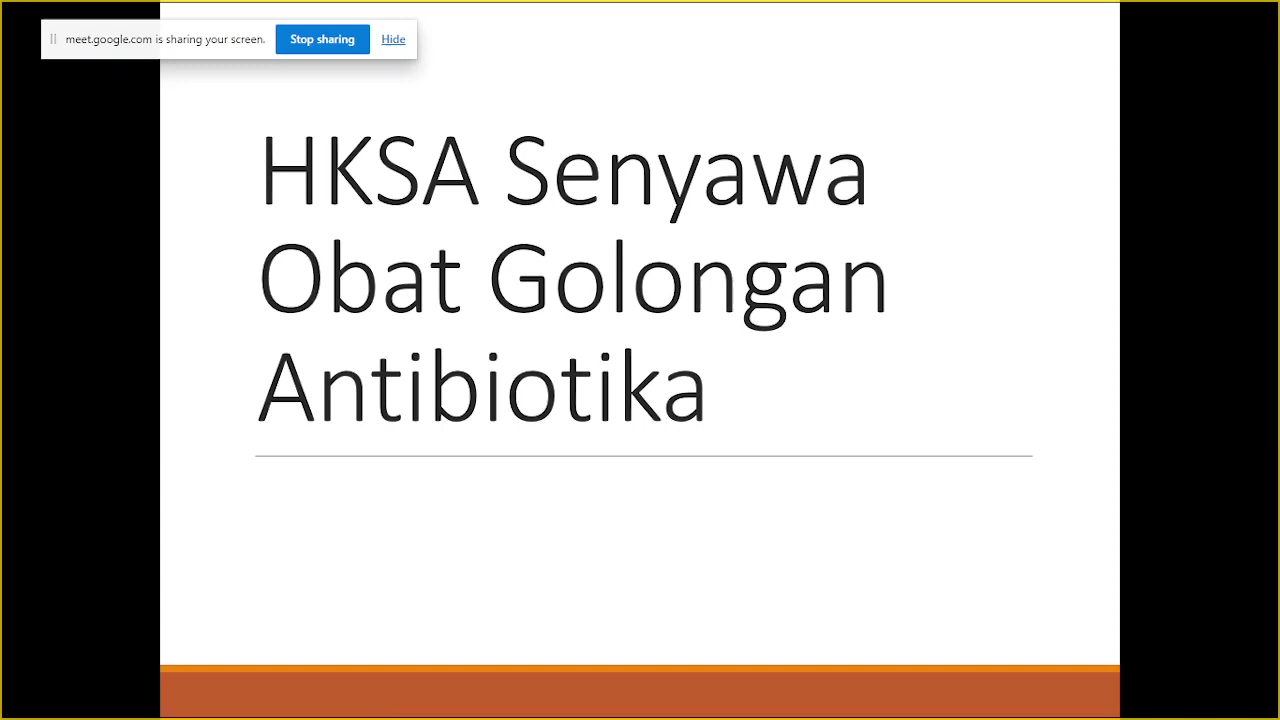 meet.google.com is sharing your screen. Stop sharing Hide
HKSA Senyawa
Obat Golongan
Antibiotika